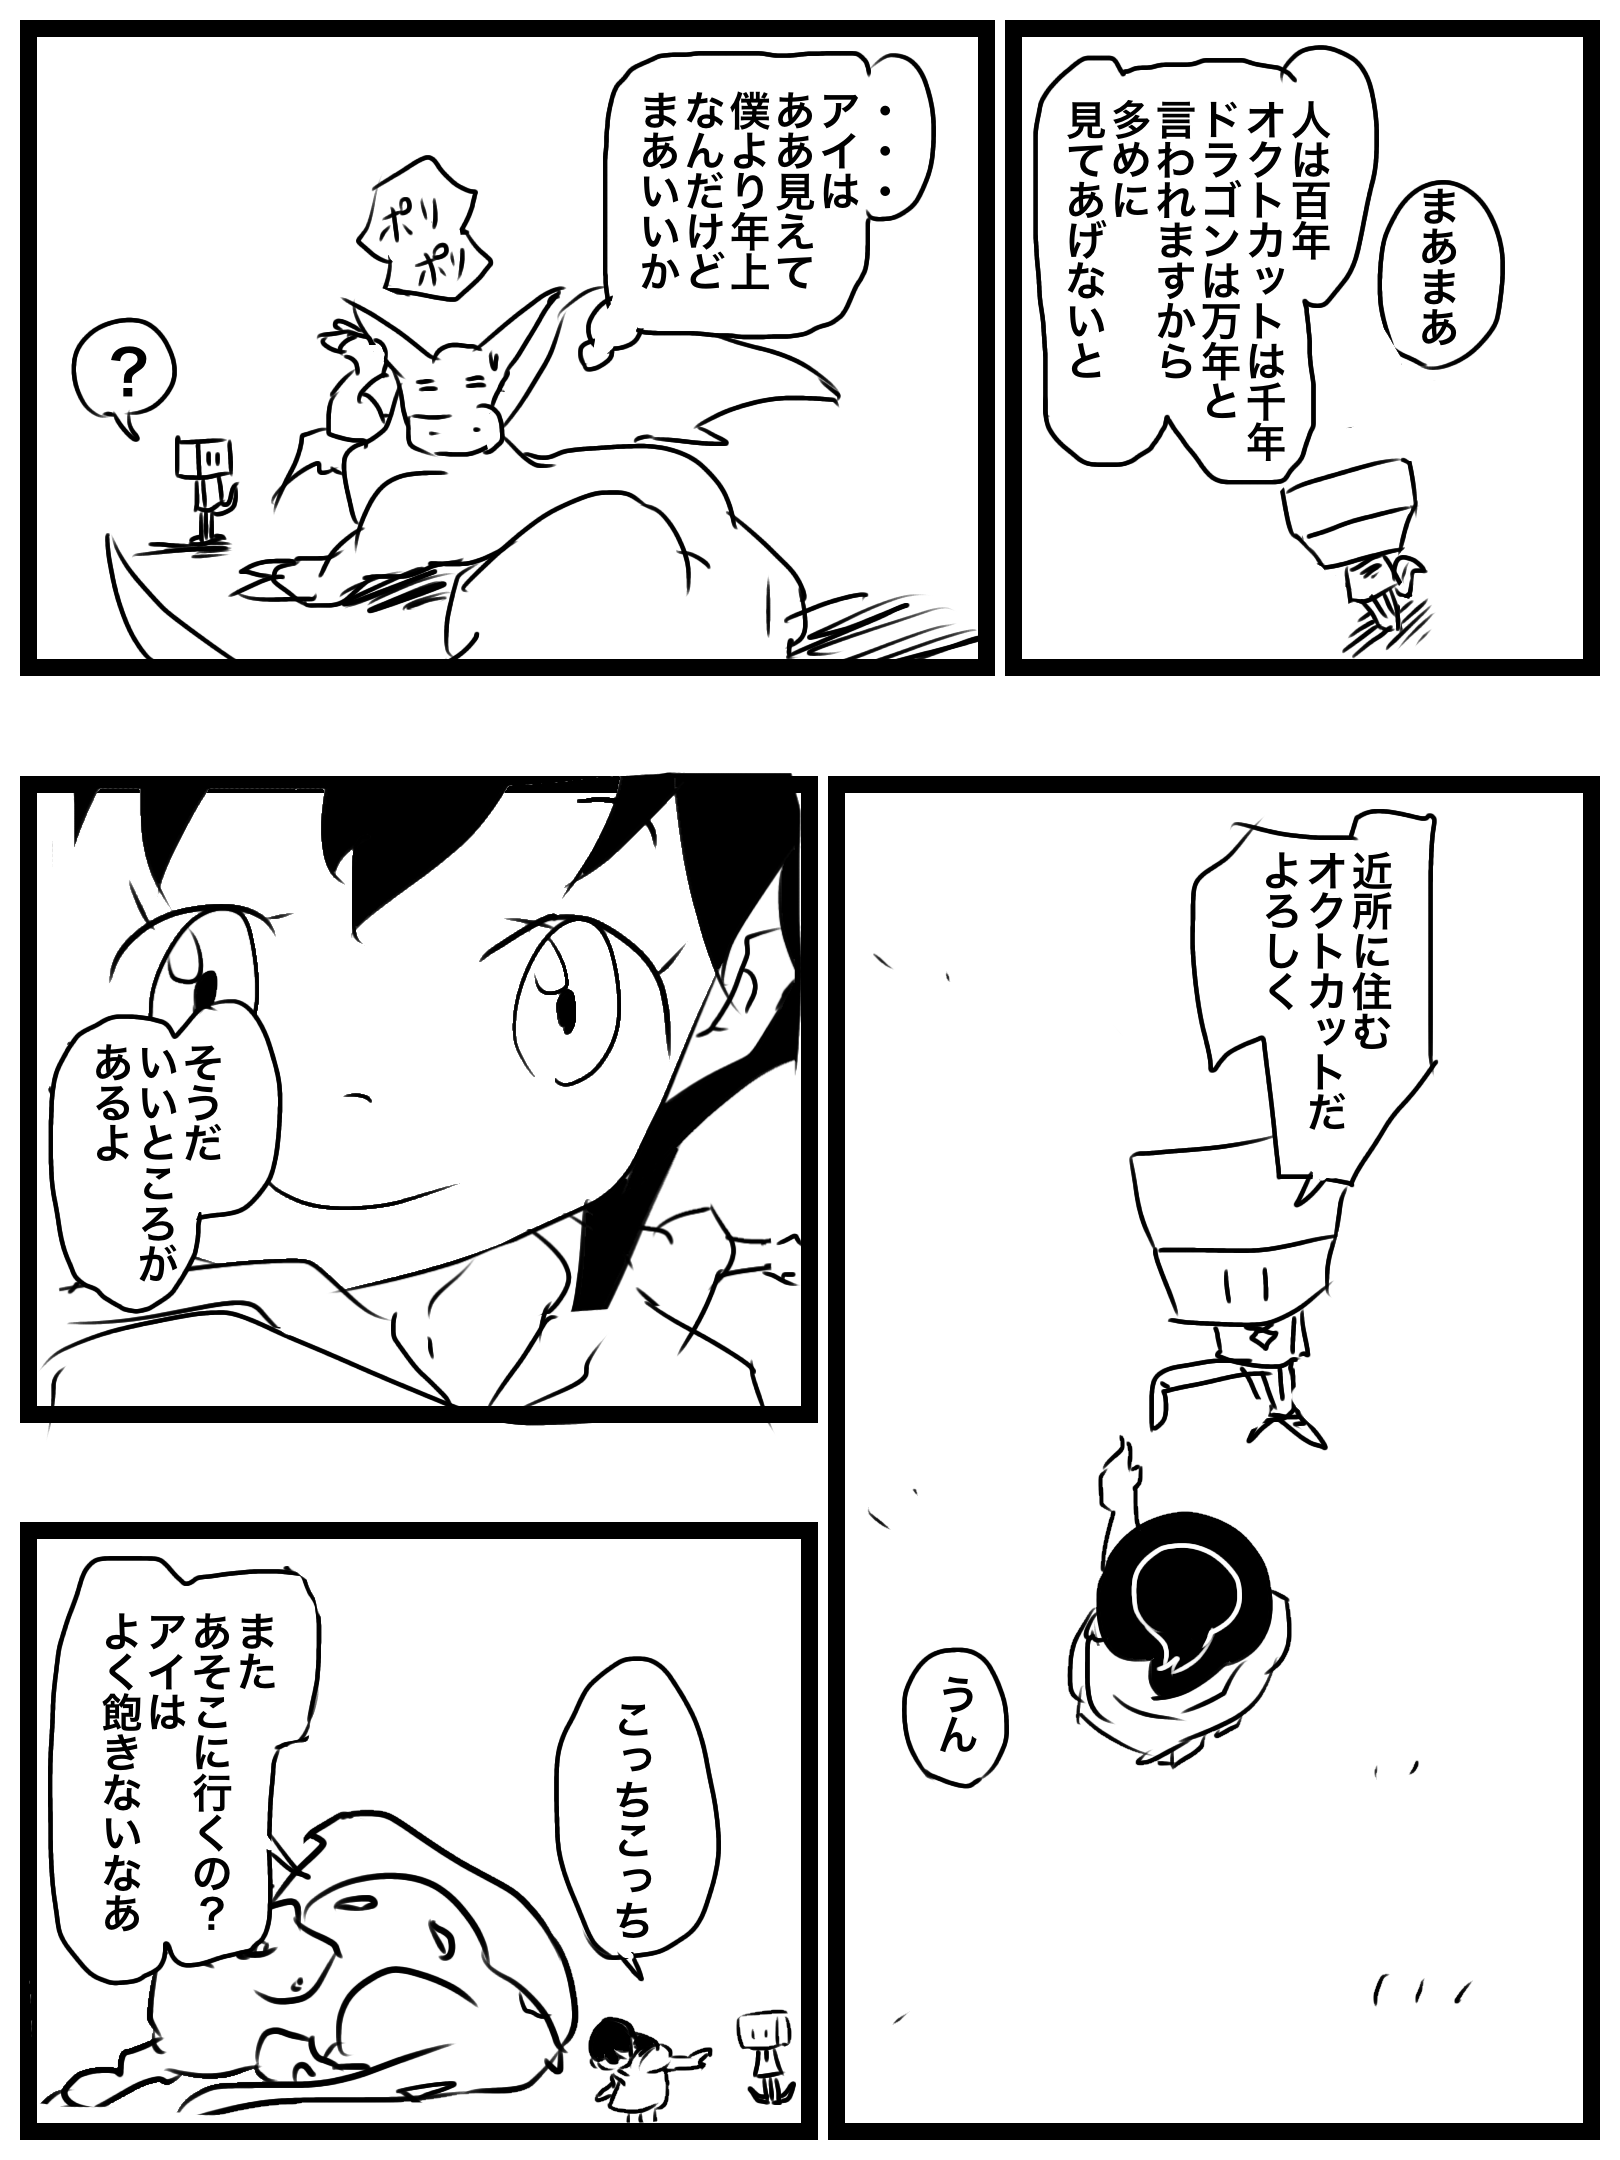 まあまあ
人は百年
オクトカットは千年
ドラゴンは万年と
言われますから
多めに
見てあげないと
・・・
アイは
ああ見えて
僕より年上
なんだけど
まあいいか
ポリ
ポリ
？
近所に住む
オクトカットだ
よろしく
うん
そうだ
いいところが
あるよ
こっちこっち
また
あそこに行くの？
アイは
よく飽きないなあ